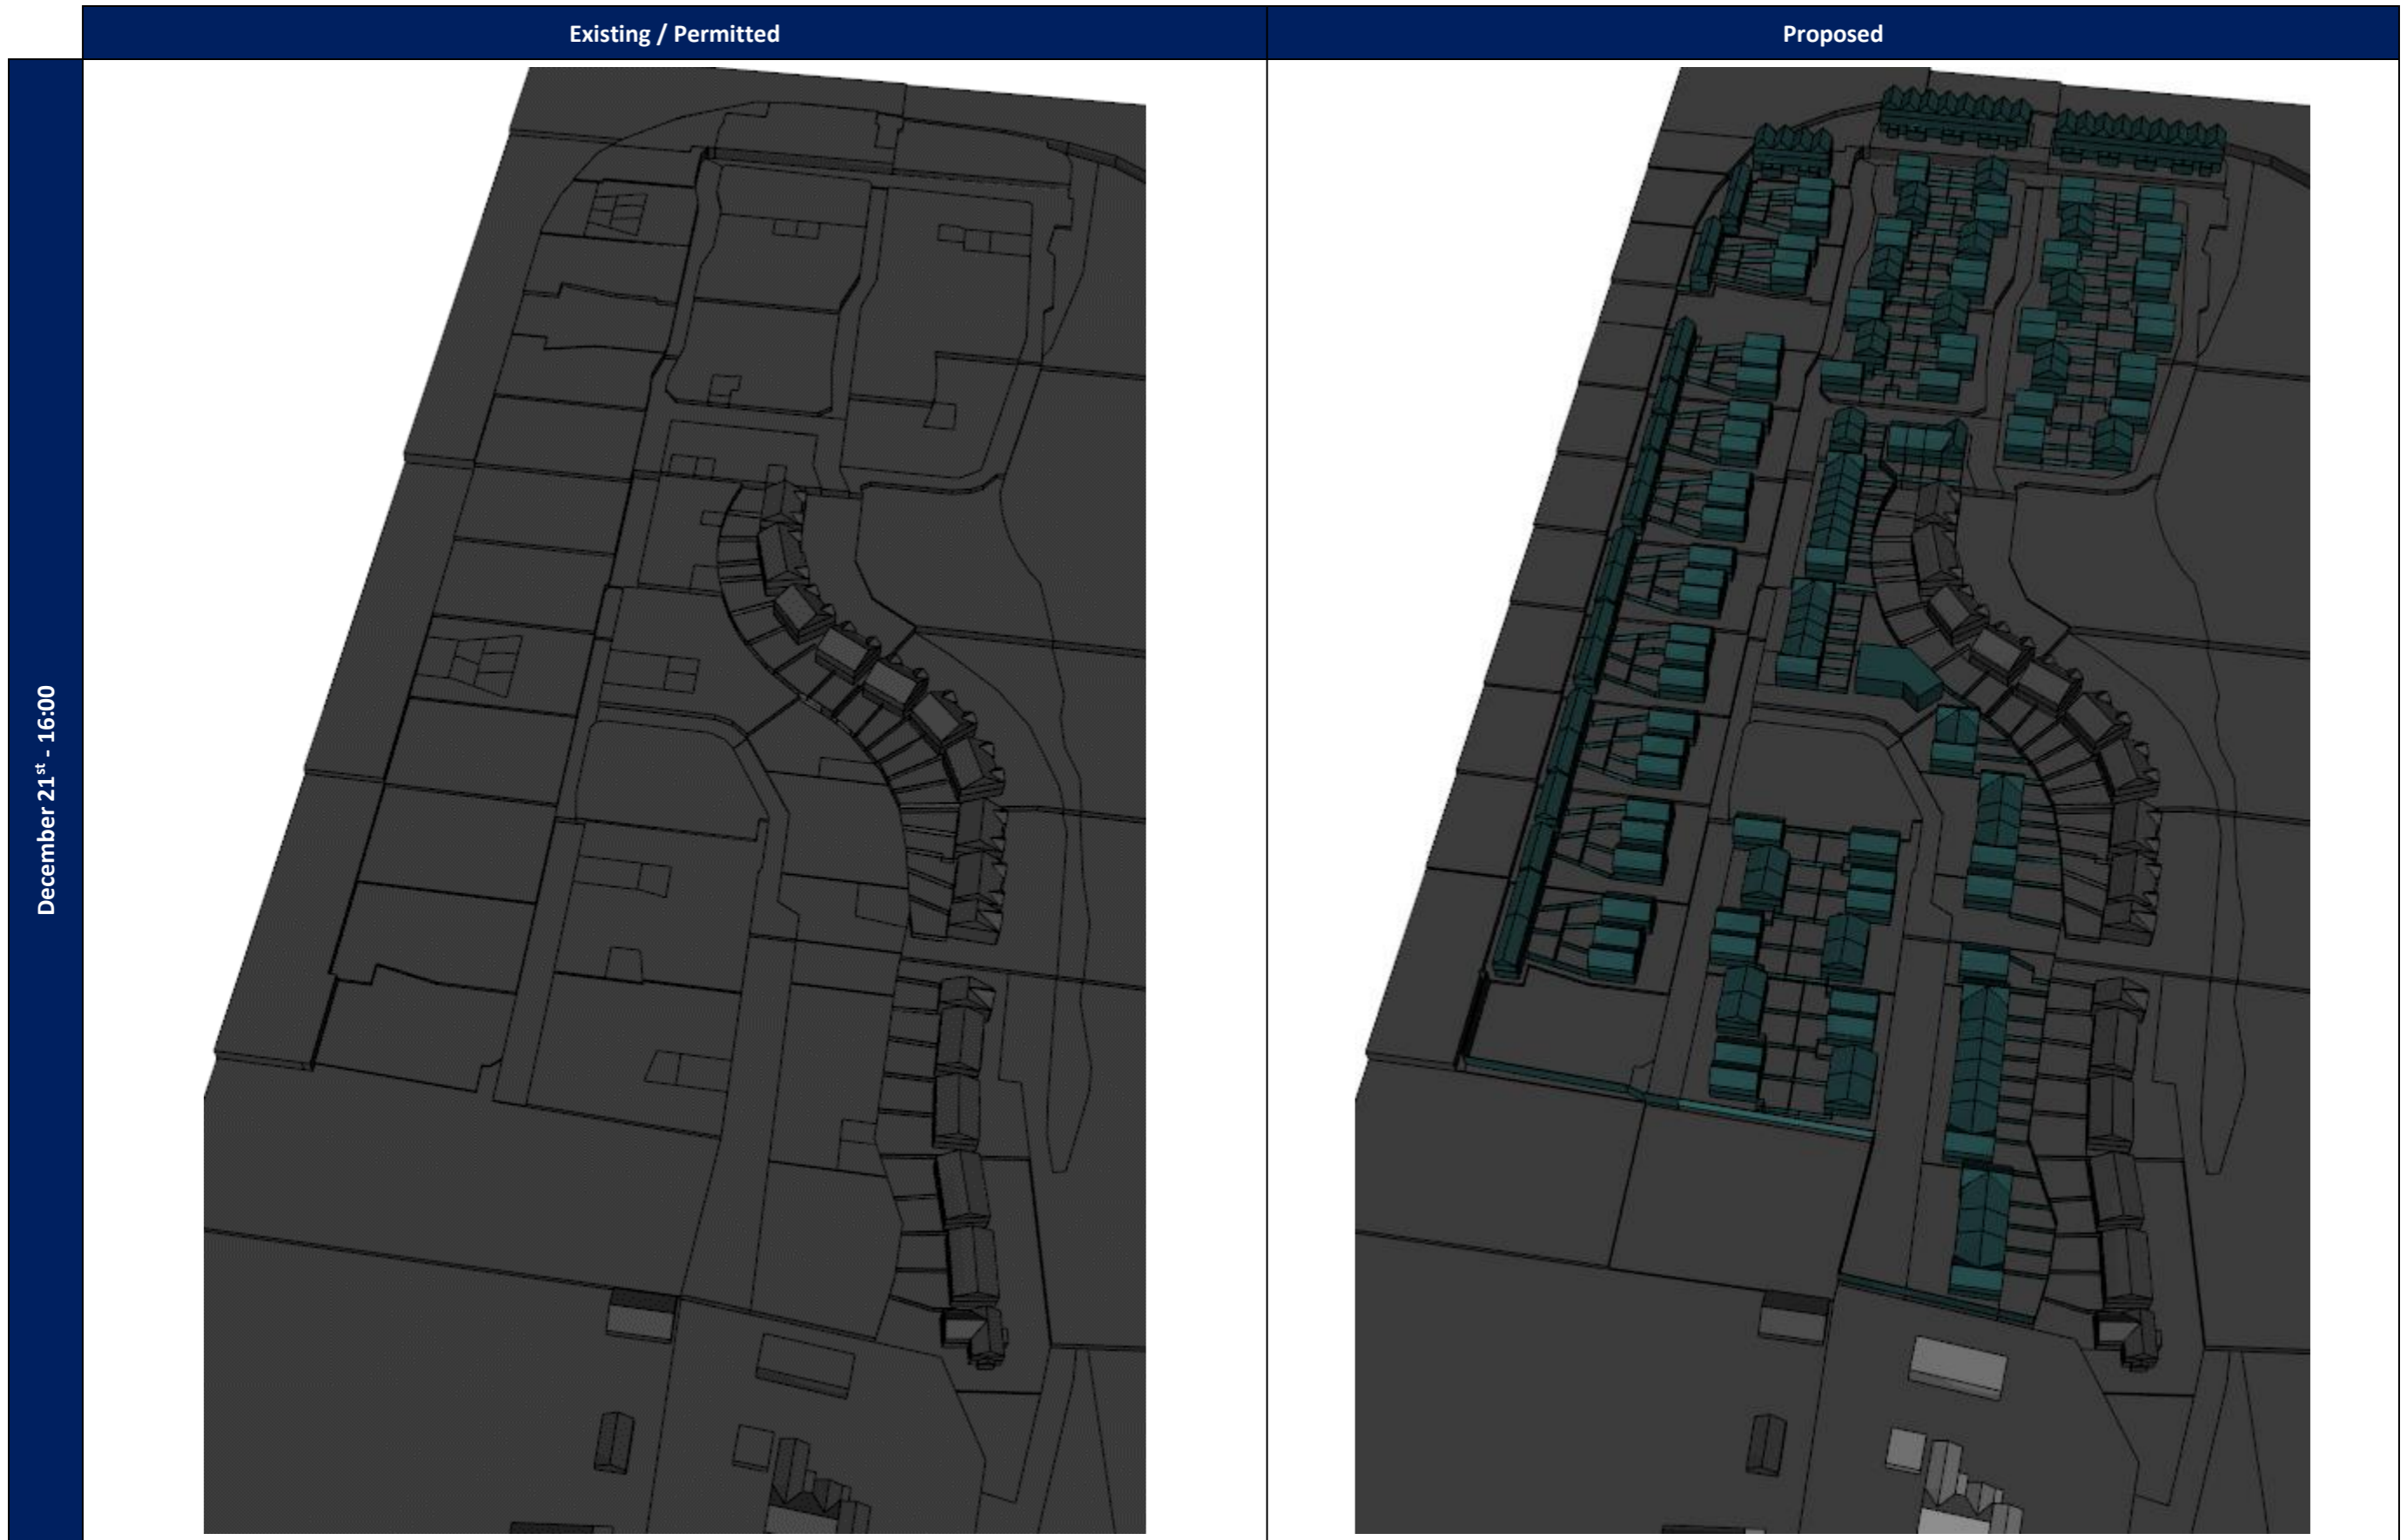 Existing / Permitted
Proposed
December 21st - 16:00